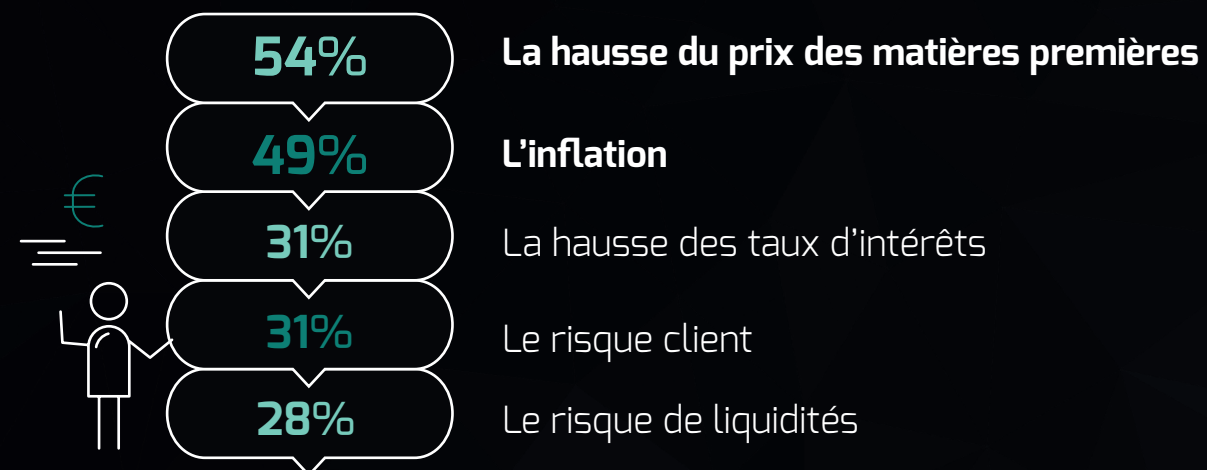 54% La hausse du prix des matières premières
49% L'inflation
€
31% La hausse des taux d'intérêts
31% Le risque client
28% Le risque de liquidités